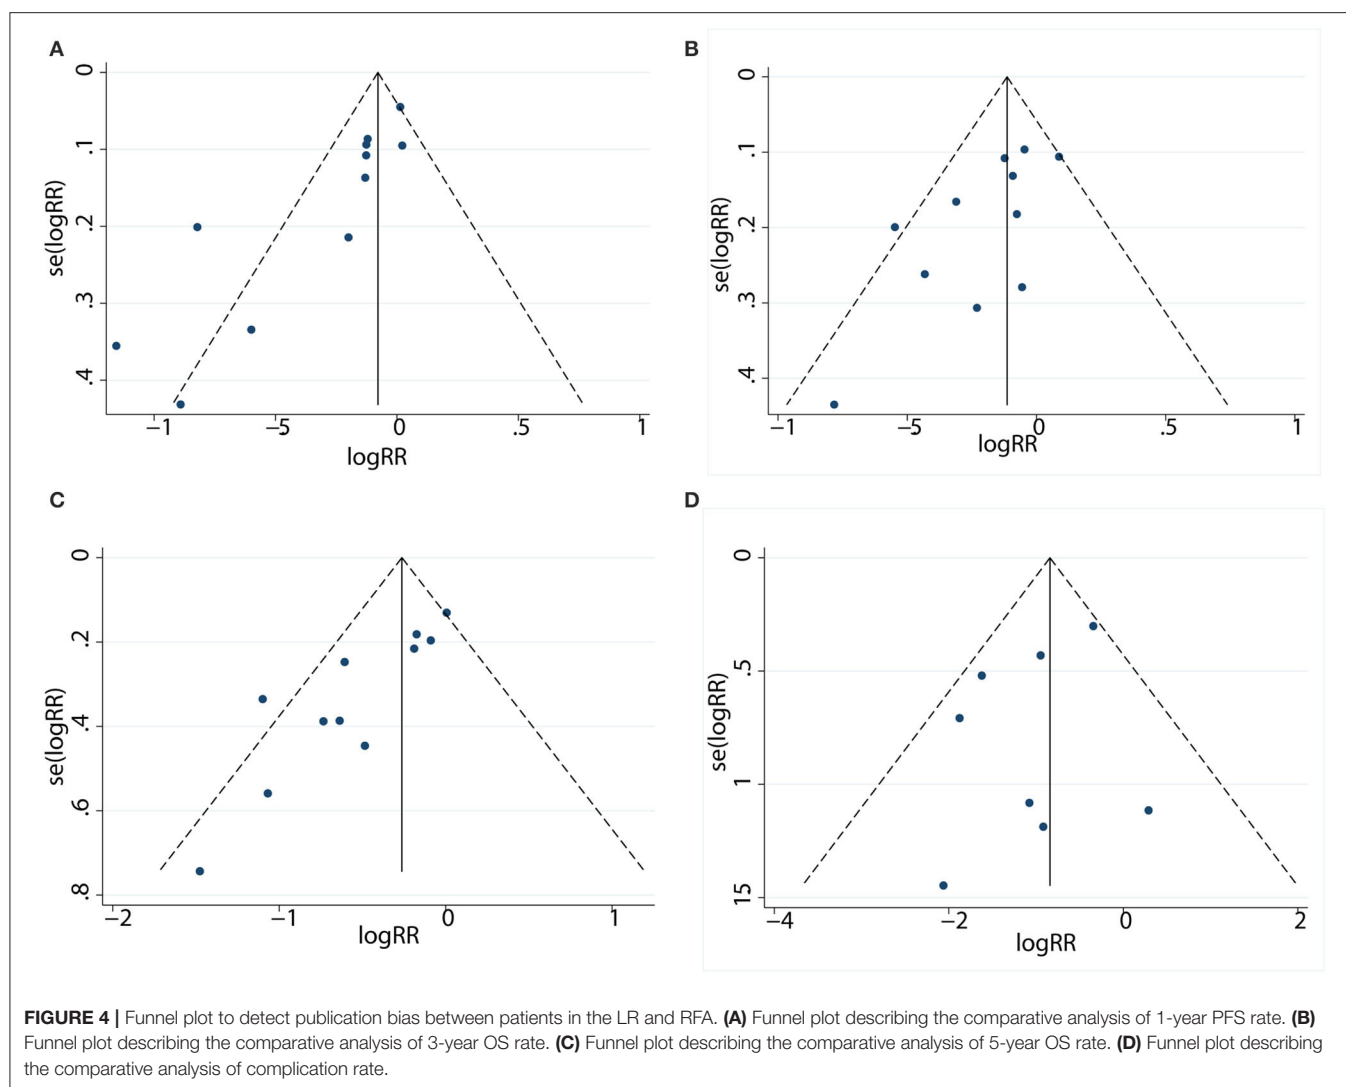 A
0
.1
.2
.3
.4
se(logRR)
−1
−5
0
.5
1
logRR
B
0
.1
.2
.3
.4
se(logRR)
−1
−5
0
.5
1
logRR
C
0
.2
.4
.6
.8
se(logRR)
−2
−1
0
1
logRR
D
0
.5
1
15
se(logRR)
−4
−2
0
2
logRR
FIGURE 4 | Funnel plot to detect publication bias between patients in the LR and RFA. (A) Funnel plot describing the comparative analysis of 1-year PFS rate. (B)
Funnel plot describing the comparative analysis of 3-year OS rate. (C) Funnel plot describing the comparative analysis of 5-year OS rate. (D) Funnel plot describing
the comparative analysis of complication rate.